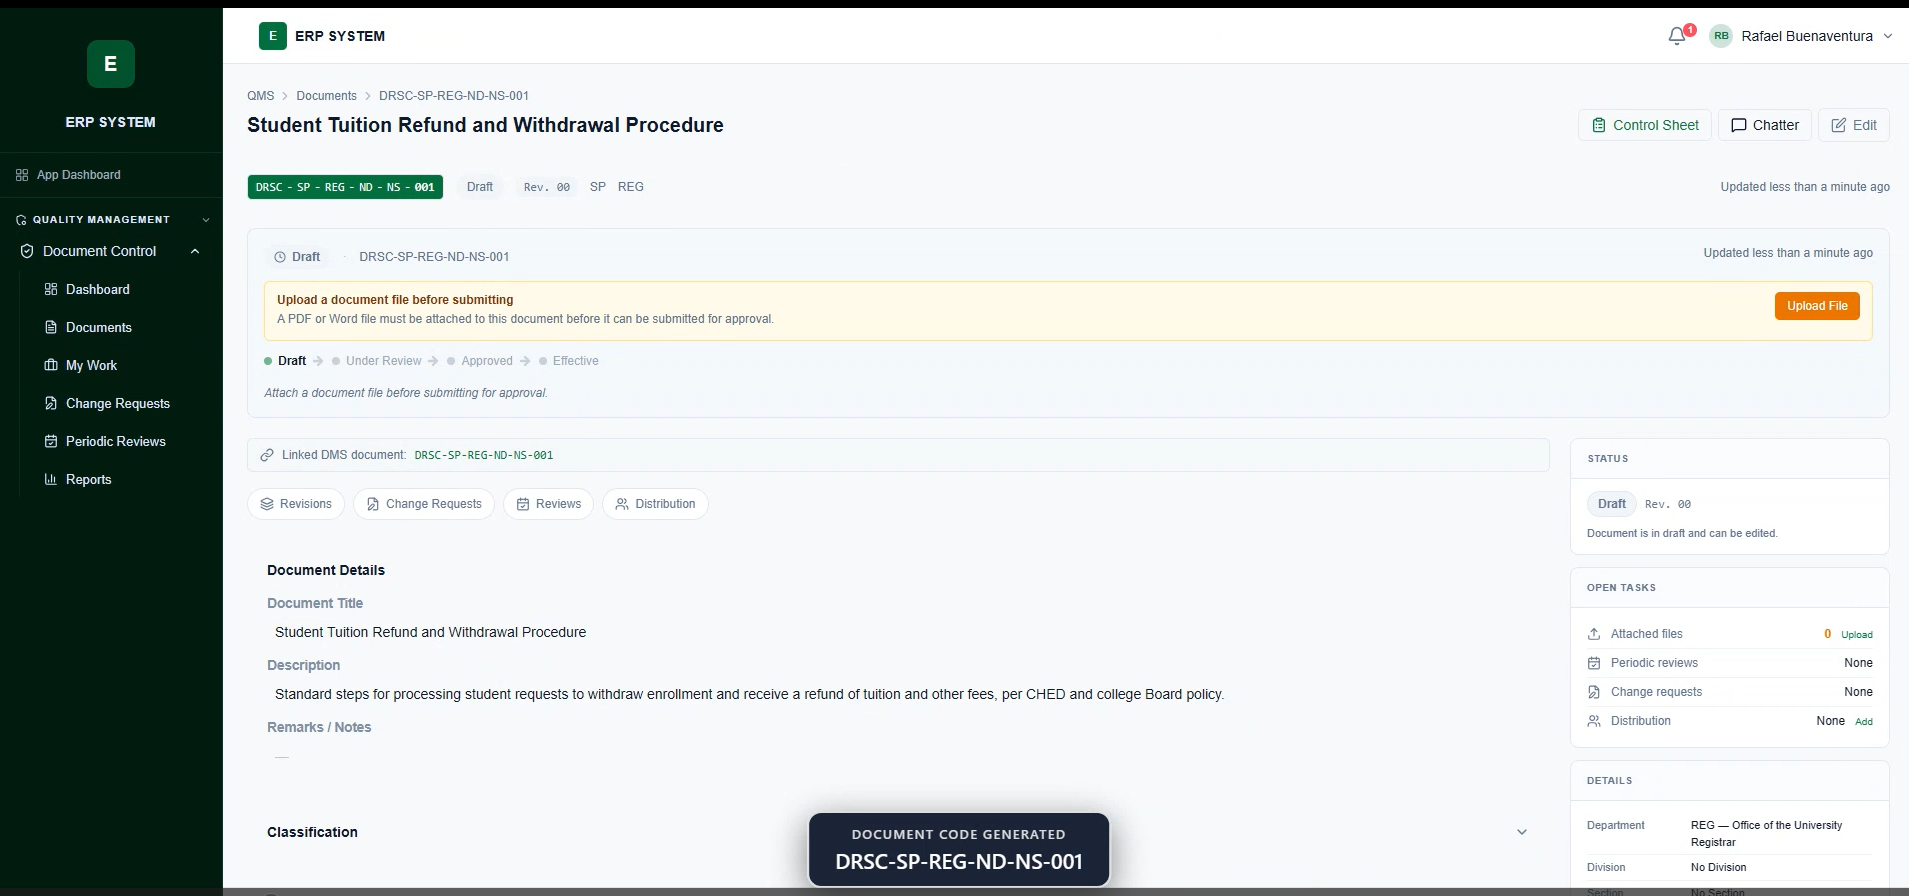 E
ERP SYSTEM
App Dashboard
QUALITY MANAGEMENT
Document Control
Dashboard
Documents
My Work
Change Requests
Periodic Reviews
Reports
E ERP SYSTEM
1
RB Rafael Buenaventura
QMS > Documents > DRSC-SP-REG-ND-NS-001
Student Tuition Refund and Withdrawal Procedure
Control Sheet
Chatter
Edit
DRSC - SP - REG - ND - NS - 001 Draft Rev. 00 SP REG
Updated less than a minute ago
Draft · DRSC-SP-REG-ND-NS-001
Updated less than a minute ago
Upload a document file before submitting
A PDF or Word file must be attached to this document before it can be submitted for approval.
Upload File
Draft → Under Review → Approved → Effective
Attach a document file before submitting for approval.
Linked DMS document: DRSC-SP-REG-ND-NS-001
Revisions
Change Requests
Reviews
Distribution
Document Details
Document Title
Student Tuition Refund and Withdrawal Procedure
Description
Standard steps for processing student requests to withdraw enrollment and receive a refund of tuition and other fees, per CHED and college Board policy.
Remarks / Notes
—
Classification
STATUS
Draft Rev. 00
Document is in draft and can be edited.
OPEN TASKS
Attached files 0 Upload
Periodic reviews None
Change requests None
Distribution None Add
DETAILS
Department REG — Office of the University
Registrar
Division No Division
Section No Section
DOCUMENT CODE GENERATED
DRSC-SP-REG-ND-NS-001